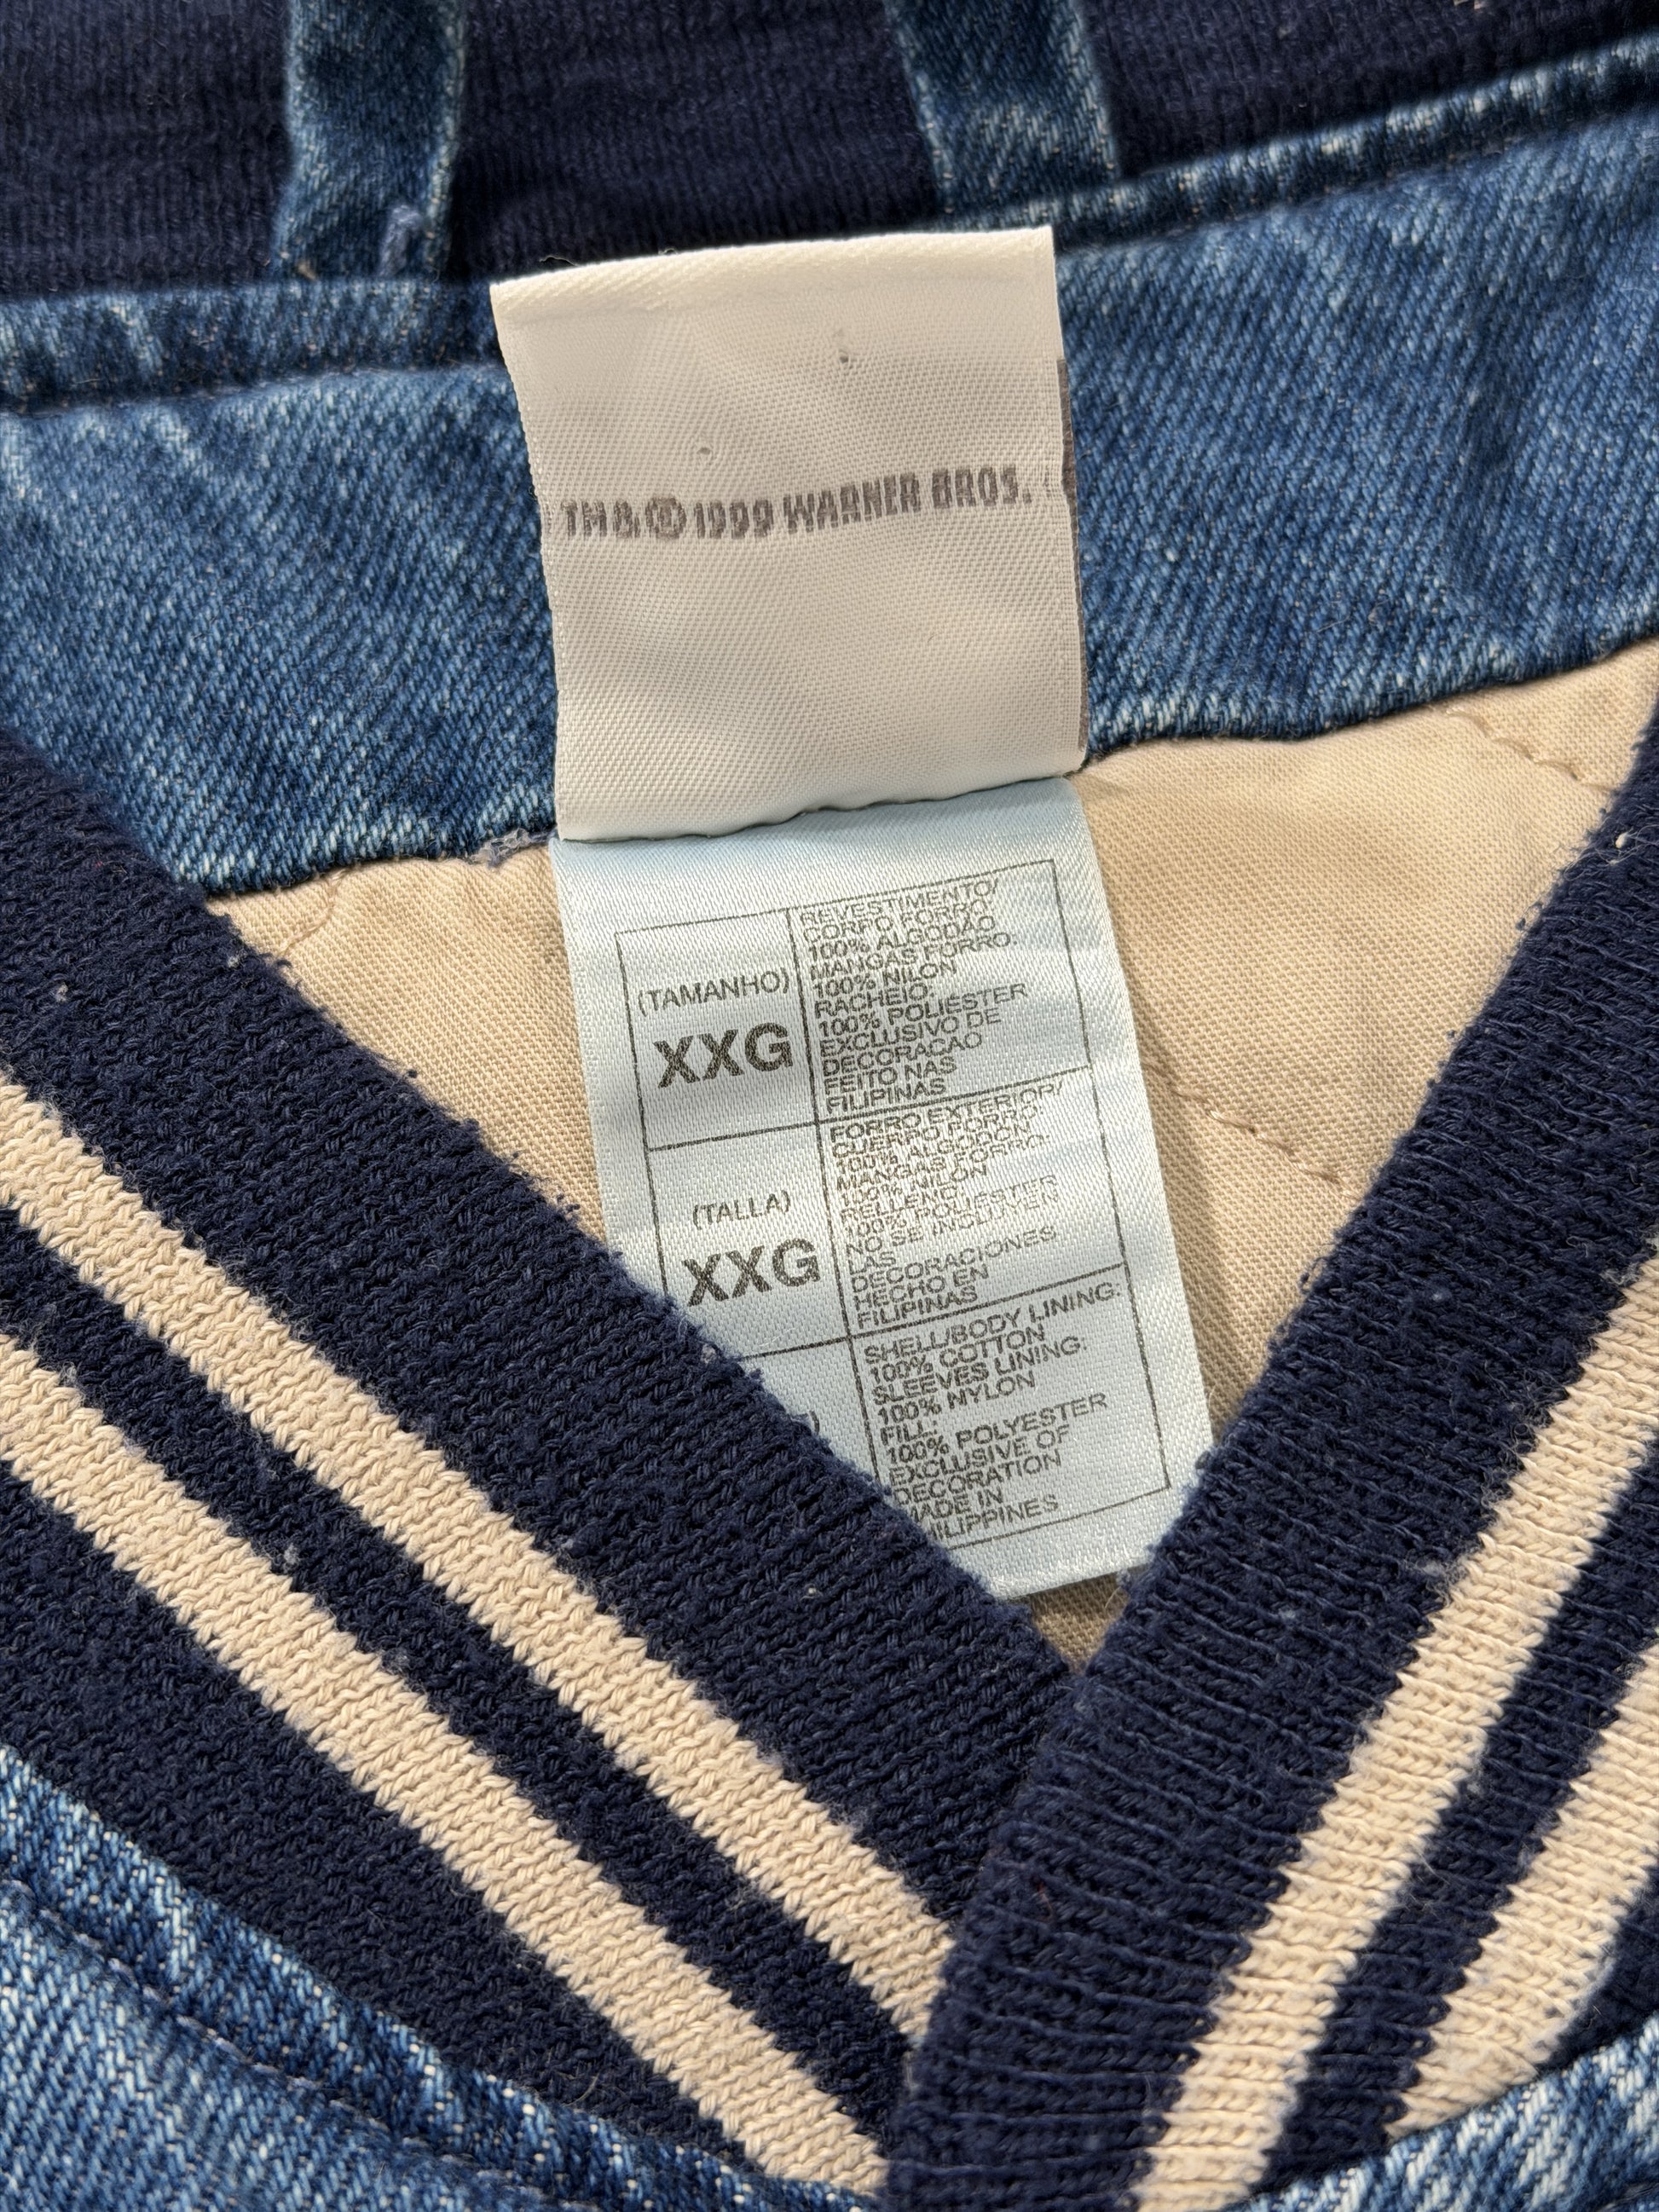 TM & © 1999 WARNER BROS.
(TAMANHO)
XXG
REVESTIMENTO/
CORPO FORRO
100% ALGODAO
MANGAS FORRO:
100% NILON
RACHEIO:
100% POLIÉSTER
EXCLUSIVO DE
DECORACAO
FEITO NAS
FILIPINAS
(TALLA)
XXG
FORRO EXTERIOR/
CUERPO FORRO:
100% ALGODON
MANGAS FORRO:
100% NILON
RELLENO:
100% POLIESTER
NO SE INCLUYEN
LAS
DECORACIONES
HECHO EN
FILIPINAS
)
SHELL/BODY LINING:
100% COTTON
SLEEVES LINING:
100% NYLON
FILL:
100% POLYESTER
EXCLUSIVE OF
DECORATION
MADE IN
HILIPPINES